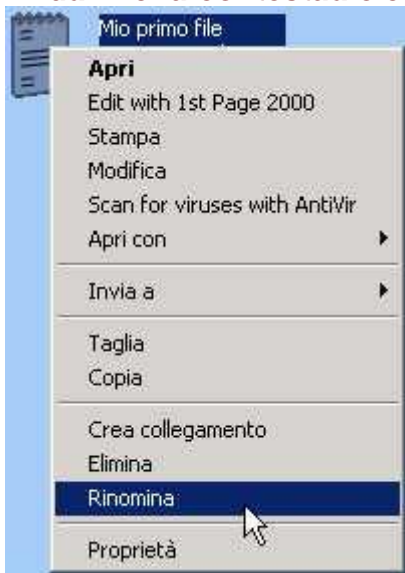 Mio primo file
Apri
Edit with 1st Page 2000
Stampa
Modifica
Scan for viruses with AntiVir
Apri con
Invia a
Taglia
Copia
Crea collegamento
Elimina
Rinomina
Proprietà